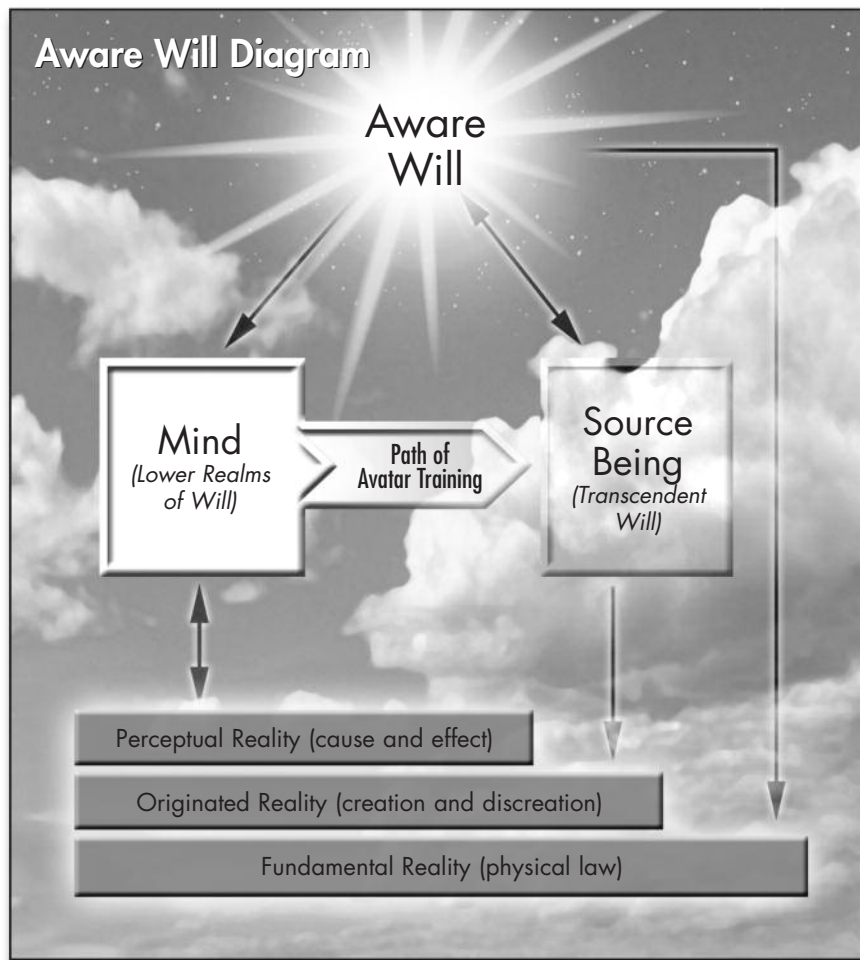 Aware Will Diagram
Aware
Will
Mind
(Lower Realms
of Will)
Path of
Avatar Training
Source
Being
(Transcendent
Will)
Perceptual Reality (cause and effect)
Originated Reality (creation and discreation)
Fundamental Reality (physical law)